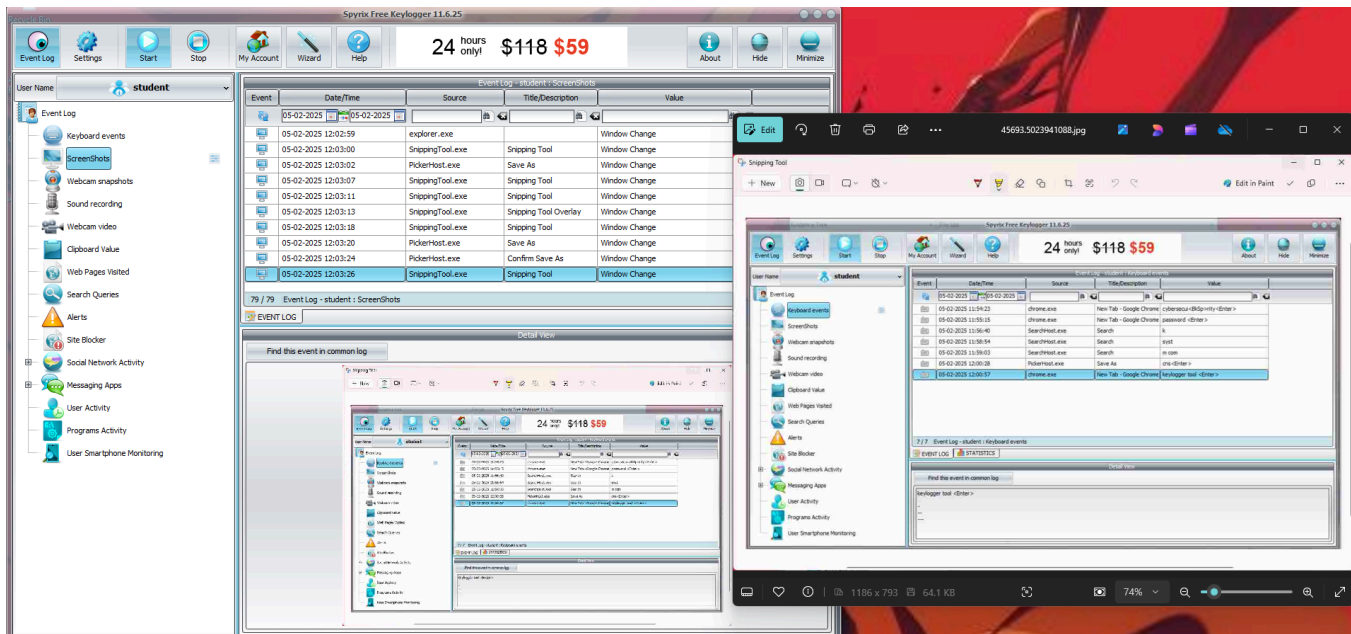 Recycle Bin
Spyrix Free Keylogger 11.6.25
Event Log Settings Start Stop My Account Wizard Help
24 hours only! $118 $59
About Hide Minimize
User Name student
Event Log
Keyboard events
ScreenShots
Webcam snapshots
Sound recording
Webcam video
Clipboard Value
Web Pages Visited
Search Queries
Alerts
Site Blocker
Social Network Activity
Messaging Apps
User Activity
Programs Activity
User Smartphone Monitoring
Event Log - student : ScreenShots
Event Date/Time Source Title/Description Value
05-02-2025 05-02-2025
05-02-2025 12:02:59 explorer.exe Window Change
05-02-2025 12:03:00 SnippingTool.exe Snipping Tool Window Change
05-02-2025 12:03:02 PickerHost.exe Save As Window Change
05-02-2025 12:03:07 SnippingTool.exe Snipping Tool Window Change
05-02-2025 12:03:11 SnippingTool.exe Snipping Tool Window Change
05-02-2025 12:03:13 SnippingTool.exe Snipping Tool Overlay Window Change
05-02-2025 12:03:18 SnippingTool.exe Snipping Tool Window Change
05-02-2025 12:03:20 PickerHost.exe Save As Window Change
05-02-2025 12:03:24 PickerHost.exe Confirm Save As Window Change
05-02-2025 12:03:26 SnippingTool.exe Snipping Tool Window Change
79 / 79 Event Log - student : ScreenShots
EVENT LOG
Detail View
Find this event in common log
24 hours only! $118 $59
Edit 45693.5023941088.jpg
Snipping Tool
+ New Edit in Paint
Spyrix Free Keylogger 11.6.25
Event Log Settings Start Stop My Account Wizard Help
24 hours only! $118 $59
About Hide Minimize
User Name student
Event Log
Keyboard events
ScreenShots
Webcam snapshots
Sound recording
Webcam video
Clipboard Value
Web Pages Visited
Search Queries
Alerts
Site Blocker
Social Network Activity
Messaging Apps
User Activity
Programs Activity
User Smartphone Monitoring
Event Log - student : Keyboard events
Event Date/Time Source Title/Description Value
05-02-2025 05-02-2025
05-02-2025 11:54:23 chrome.exe New Tab - Google Chrome cybersecu<BkSp>rity <Enter>
05-02-2025 11:55:15 chrome.exe New Tab - Google Chrome password <Enter>
05-02-2025 11:56:40 SearchHost.exe Search k
05-02-2025 11:58:54 SearchHost.exe Search syst
05-02-2025 11:59:03 SearchHost.exe Search m com
05-02-2025 12:00:28 PickerHost.exe Save As cns <Enter>
05-02-2025 12:00:57 chrome.exe New Tab - Google Chrome keylogger tool <Enter>
7 / 7 Event Log - student : Keyboard events
EVENT LOG STATISTICS
Detail View
Find this event in common log
keylogger tool <Enter>
1186 x 793 64.1 KB 74%